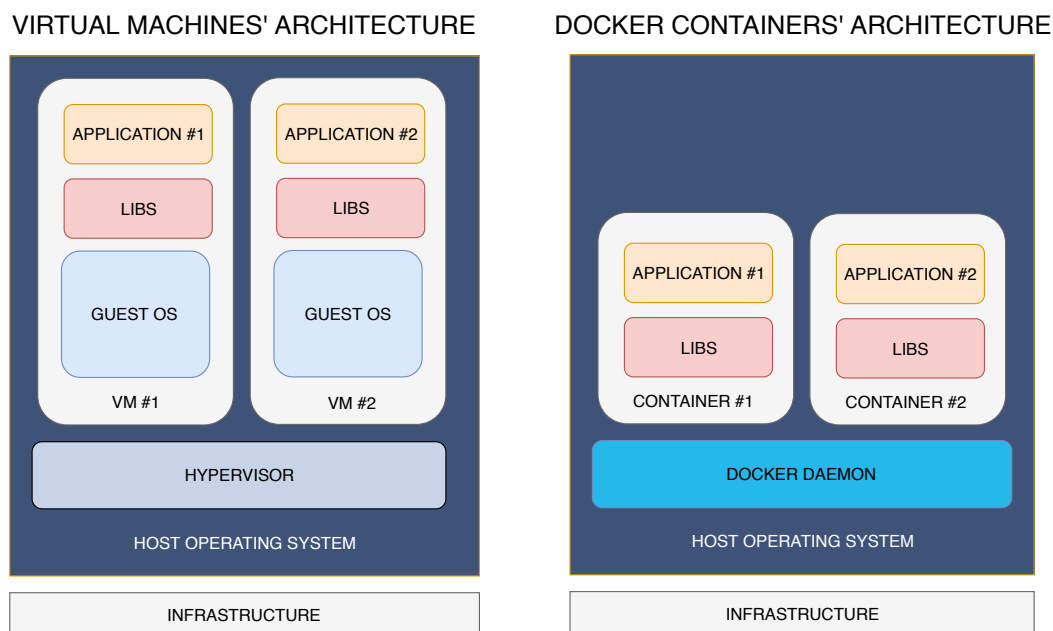 VIRTUAL MACHINES' ARCHITECTURE
APPLICATION #1
APPLICATION #2
LIBS
LIBS
GUEST OS
GUEST OS
VM #1
VM #2
HYPERVISOR
HOST OPERATING SYSTEM
INFRASTRUCTURE
DOCKER CONTAINERS' ARCHITECTURE
APPLICATION #1
APPLICATION #2
LIBS
LIBS
CONTAINER #1
CONTAINER #2
DOCKER DAEMON
HOST OPERATING SYSTEM
INFRASTRUCTURE